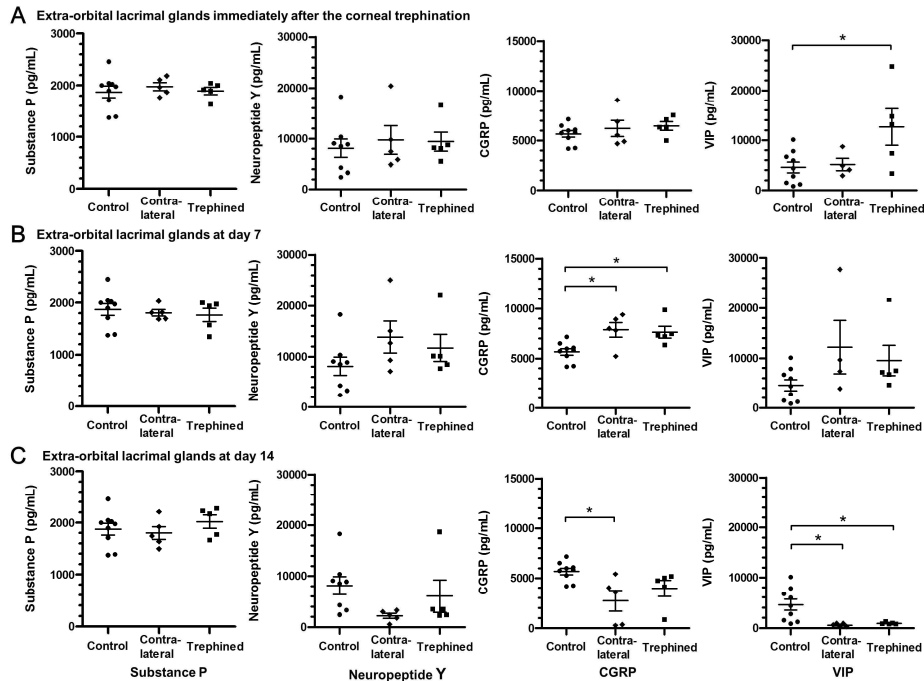 A Extra-orbital lacrimal glands immediately after the corneal trephination
Substance P (pg/mL)
3000
2000
1000
0
Control
Contra-
lateral
Trephined
Neuropeptide Y (pg/mL)
30000
20000
10000
0
Control
Contra-
lateral
Trephined
CGRP (pg/mL)
15000
10000
5000
0
Control
Contra-
lateral
Trephined
VIP (pg/mL)
30000
20000
10000
0
*
Control
Contra-
lateral
Trephined
B Extra-orbital lacrimal glands at day 7
Substance P (pg/mL)
3000
2000
1000
0
Control
Contra-
lateral
Trephined
Neuropeptide Y (pg/mL)
30000
20000
10000
0
Control
Contra-
lateral
Trephined
CGRP (pg/mL)
15000
10000
5000
0
*
*
Control
Contra-
lateral
Trephined
VIP (pg/mL)
30000
20000
10000
0
Control
Contra-
lateral
Trephined
C Extra-orbital lacrimal glands at day 14
Substance P (pg/mL)
3000
2000
1000
0
Control
Contra-
lateral
Trephined
Substance P
Neuropeptide Y (pg/mL)
30000
20000
10000
0
Control
Contra-
lateral
Trephined
Neuropeptide Y
CGRP (pg/mL)
15000
10000
5000
0
*
Control
Contra-
lateral
Trephined
CGRP
VIP (pg/mL)
30000
20000
10000
0
*
*
Control
Contra-
lateral
Trephined
VIP